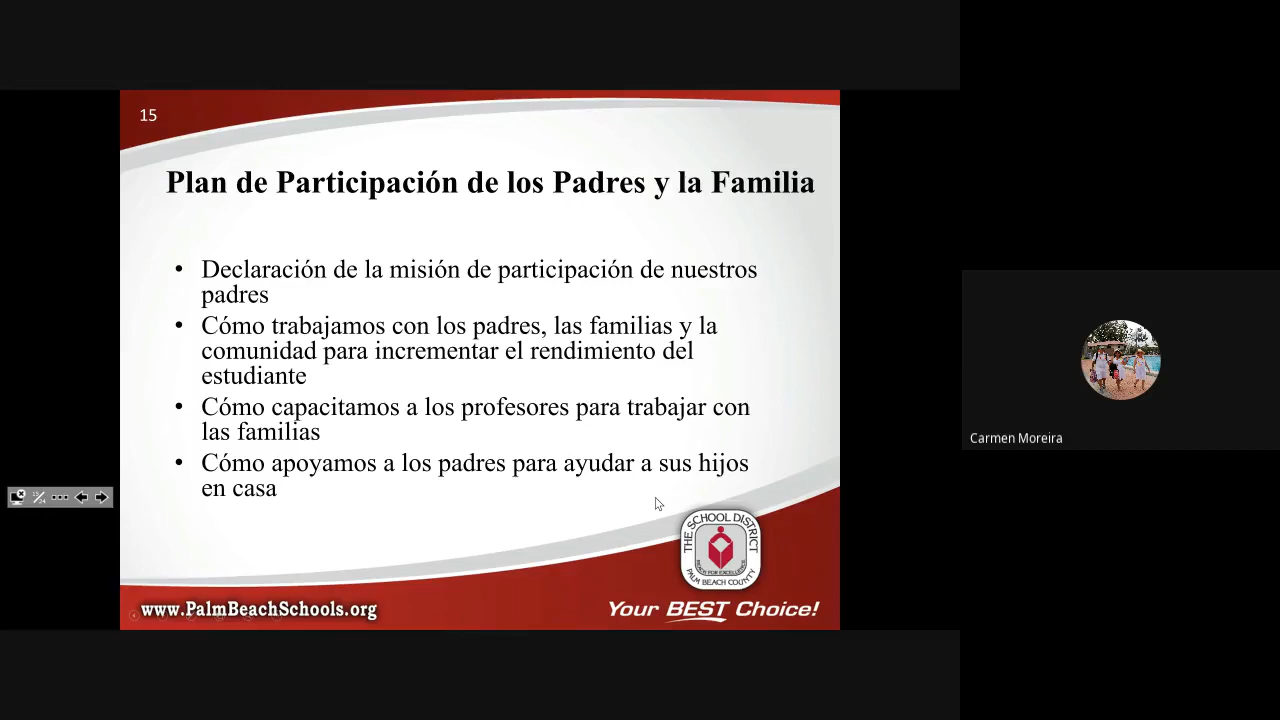 15
Plan de Participación de los Padres y la Familia
• Declaración de la misión de participación de nuestros
padres
• Cómo trabajamos con los padres, las familias y la
comunidad para incrementar el rendimiento del
estudiante
• Cómo capacitamos a los profesores para trabajar con
las familias
• Cómo apoyamos a los padres para ayudar a sus hijos
en casa
THE SCHOOL DISTRICT
PALM BEACH COUNTY
www.PalmBeachSchools.org
Your BEST Choice!
Carmen Moreira